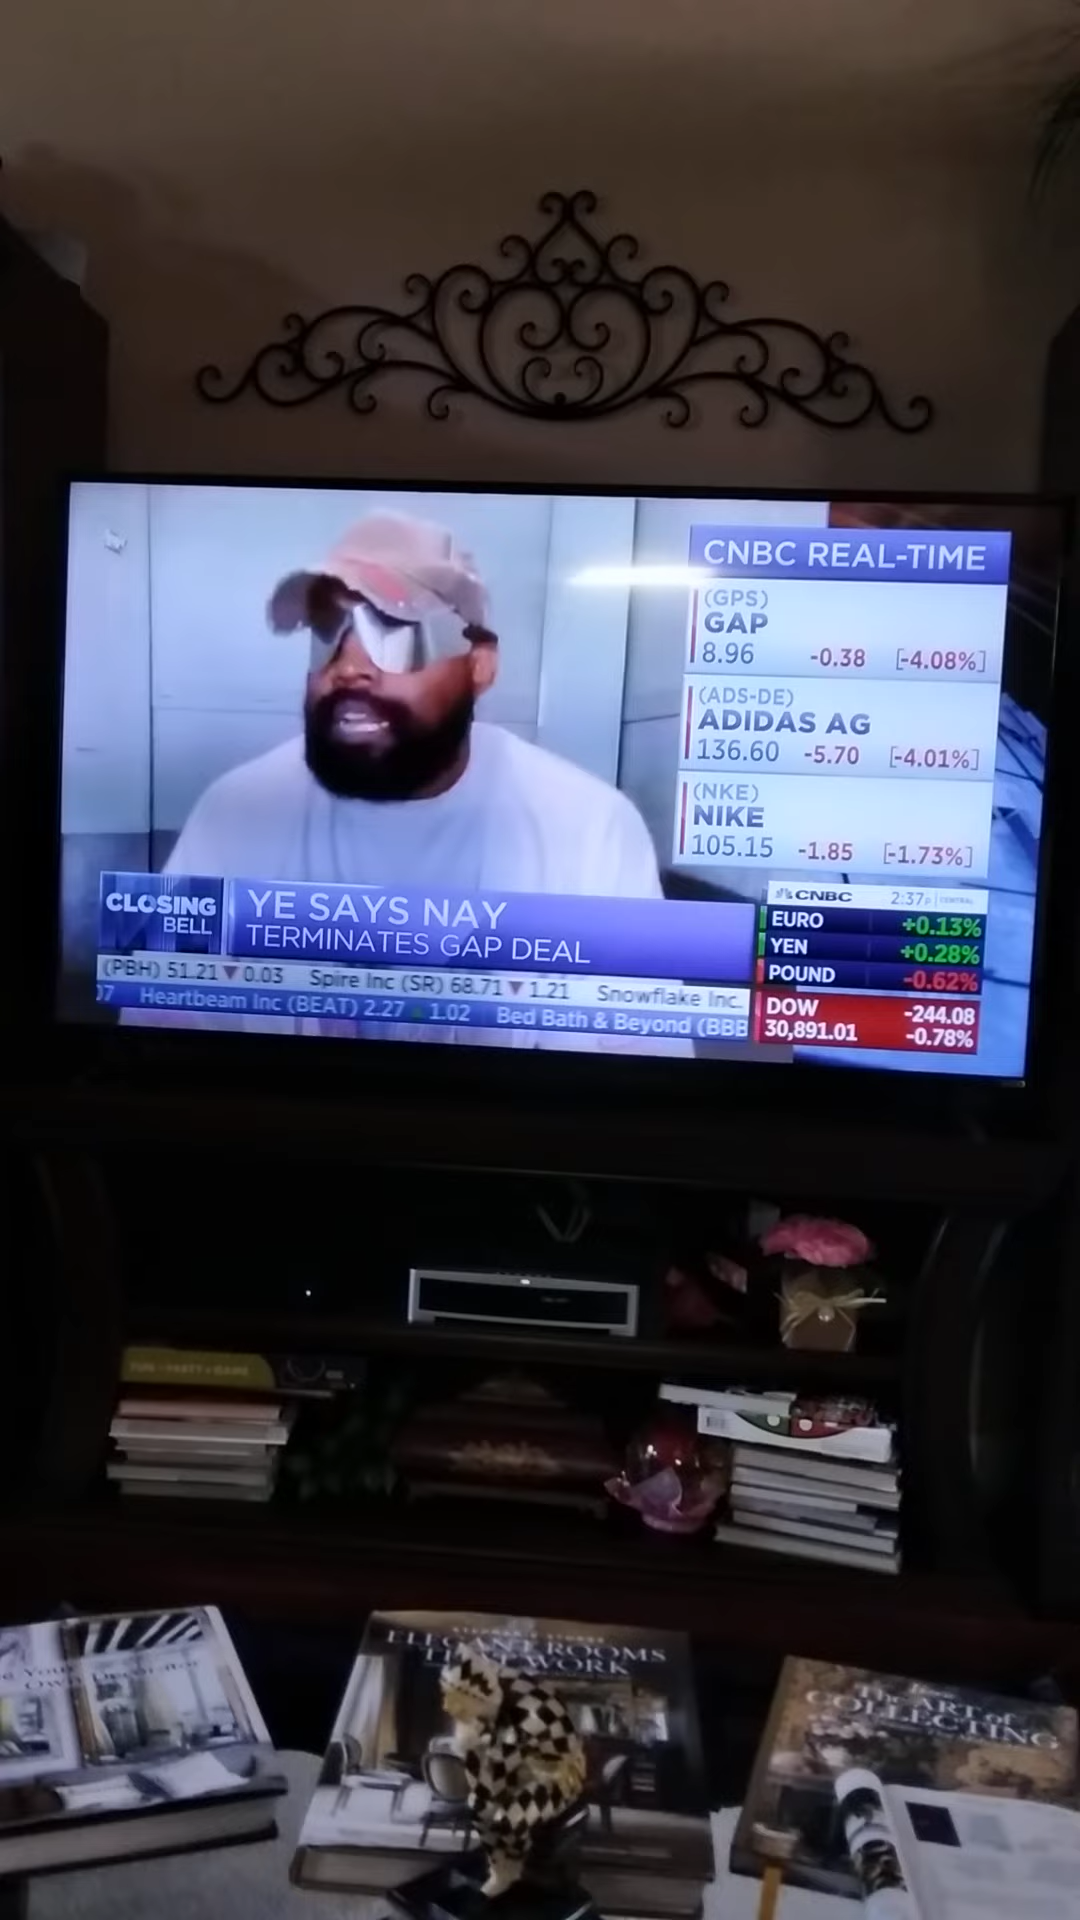 CNBC REAL-TIME
(GPS)
GAP
8.96 -0.38 [-4.08%]
(ADS-DE)
ADIDAS AG
136.60 -5.70 [-4.01%]
(NKE)
NIKE
105.15 -1.85 [-1.73%]
CLOSING
BELL
YE SAYS NAY
TERMINATES GAP DEAL
CNBC 2:37P CENTRAL
EURO +0.13%
YEN +0.28%
POUND -0.62%
DOW -244.08
30,891.01 -0.78%
(PBH) 51.21 ▼ 0.03 Spire Inc (SR) 68.71 ▼ 1.21 Snowflake Inc.
07 Heartbeam Inc (BEAT) 2.27 ▲ 1.02 Bed Bath & Beyond (BBB
ELEGANT ROOMS
THAT WORK
The ART of
COLLECTING